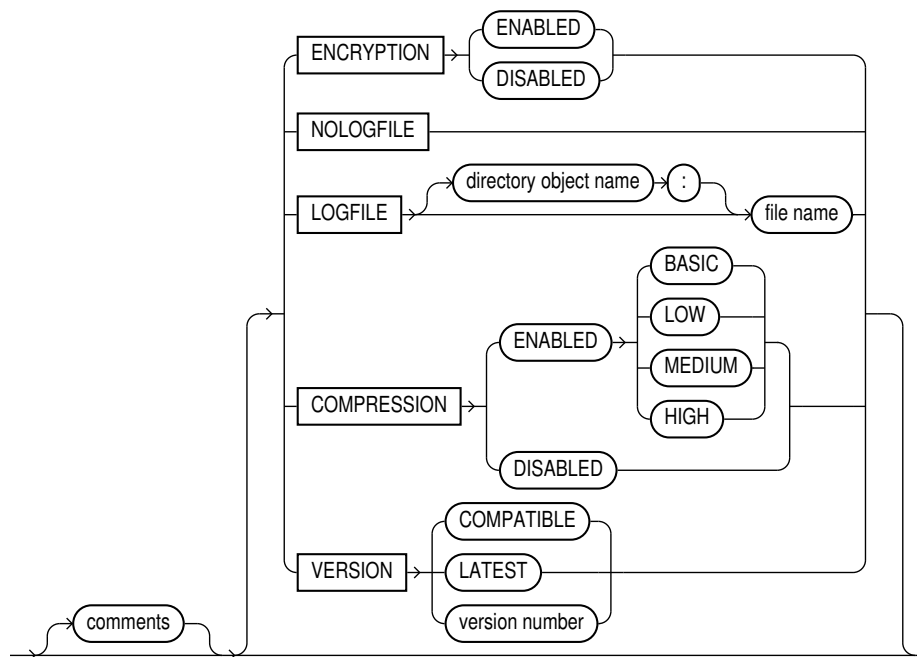 ENABLED
ENCRYPTION
DISABLED
NOLOGFILE
directory object name :
LOGFILE
file name
BASIC
LOW
ENABLED
MEDIUM
COMPRESSION
HIGH
DISABLED
COMPATIBLE
VERSION
LATEST
version number
comments